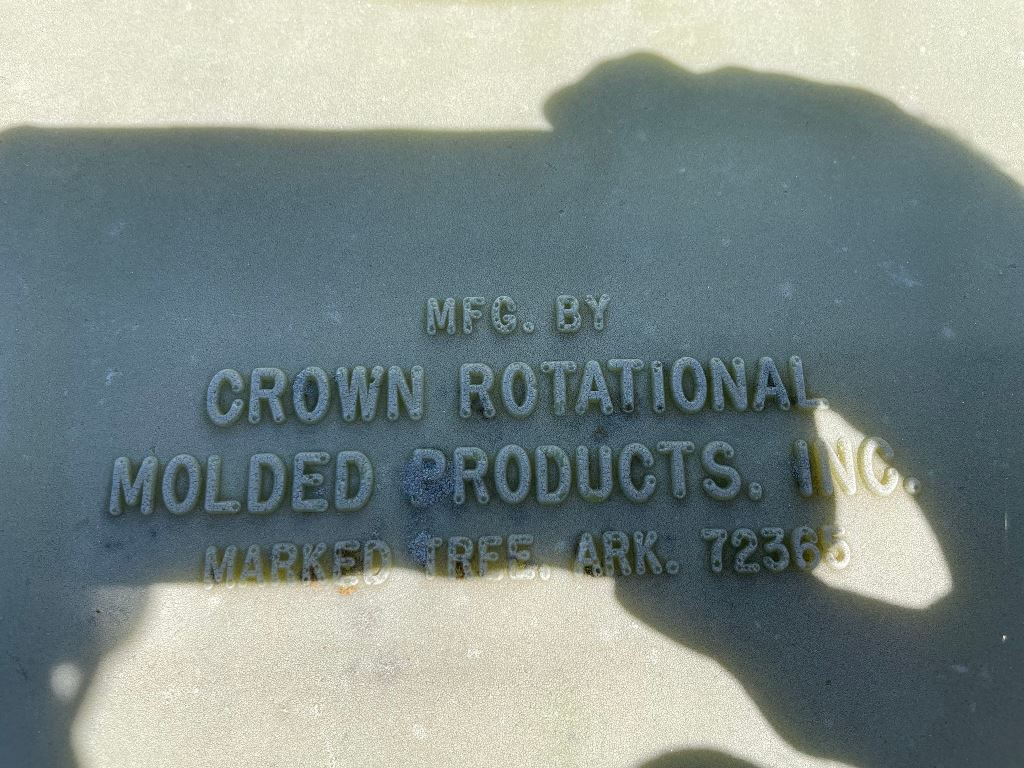 MFG. BY
CROWN ROTATIONAL
MOLDED PRODUCTS. INC.
MARKED TREE. ARK. 72365